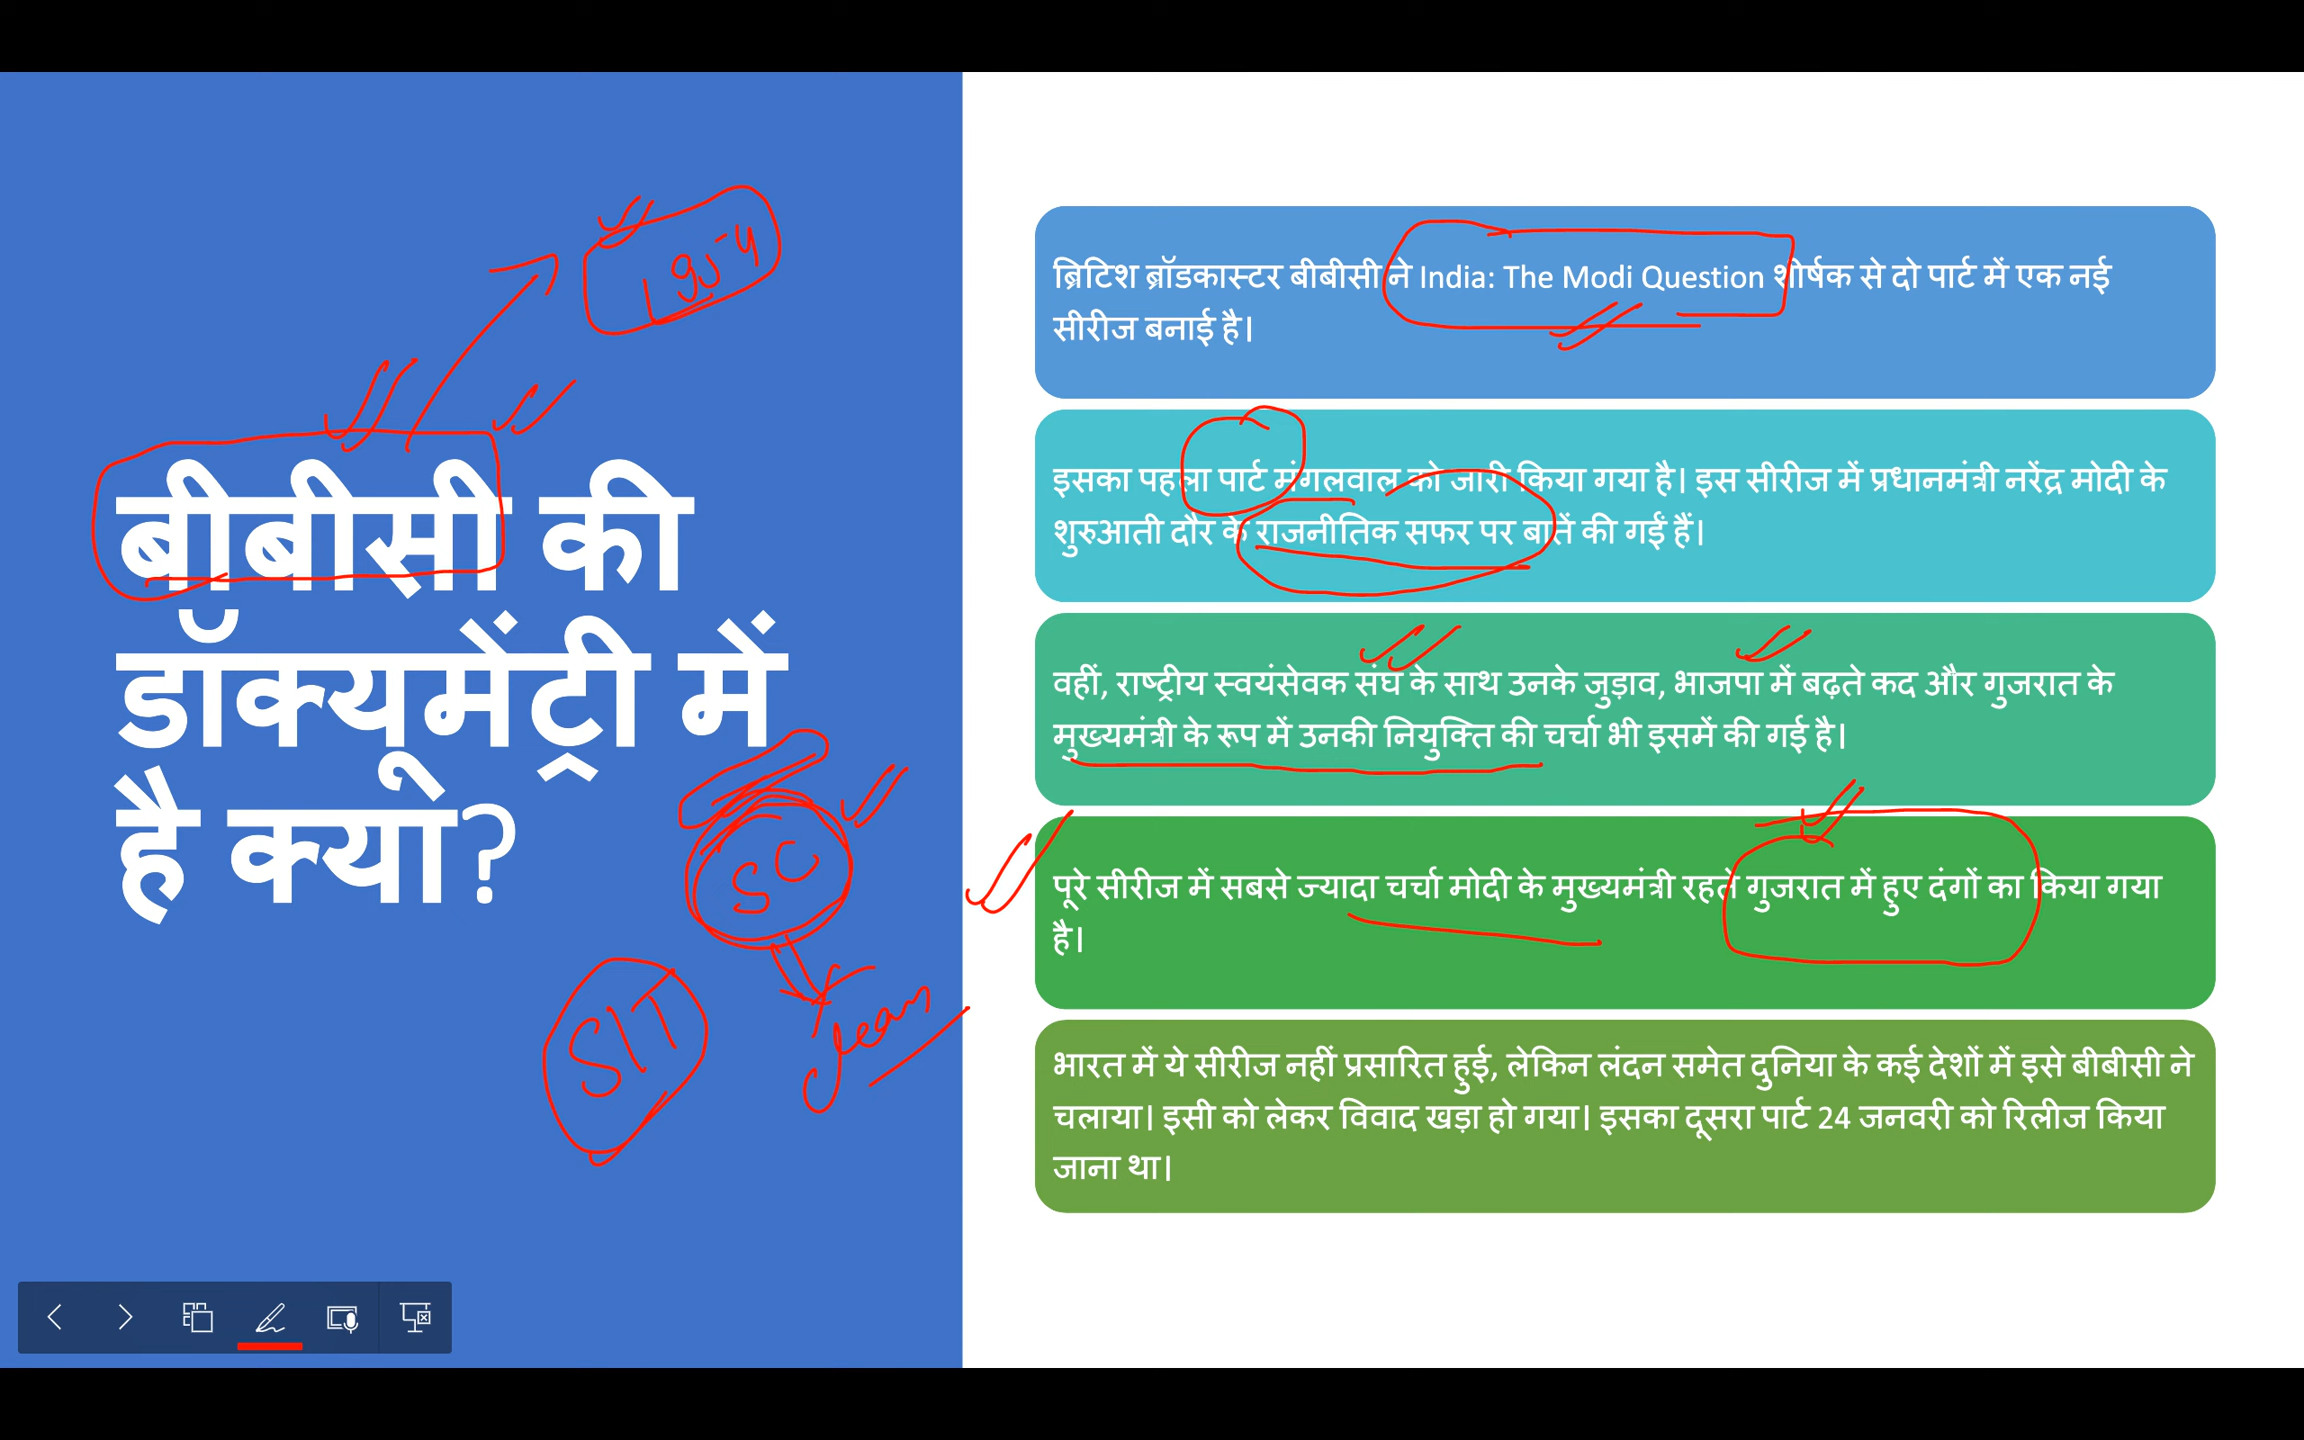 बीबीसी की
डॉक्यूमेंट्री में
है क्या?
SC
SIT
Clean
ब्रिटिश ब्रॉडकास्टर बीबीसी ने India: The Modi Question शीर्षक से दो पार्ट में एक नई
सीरीज बनाई है।
इसका पहला पार्ट मंगलवाल को जारी किया गया है। इस सीरीज में प्रधानमंत्री नरेंद्र मोदी के
शुरुआती दौर के राजनीतिक सफर पर बातें की गईं हैं।
वहीं, राष्ट्रीय स्वयंसेवक संघ के साथ उनके जुड़ाव, भाजपा में बढ़ते कद और गुजरात के
मुख्यमंत्री के रूप में उनकी नियुक्ति की चर्चा भी इसमें की गई है।
पूरे सीरीज में सबसे ज्यादा चर्चा मोदी के मुख्यमंत्री रहते गुजरात में हुए दंगों का किया गया
है।
भारत में ये सीरीज नहीं प्रसारित हुई, लेकिन लंदन समेत दुनिया के कई देशों में इसे बीबीसी ने
चलाया। इसी को लेकर विवाद खड़ा हो गया। इसका दूसरा पार्ट 24 जनवरी को रिलीज किया
जाना था।